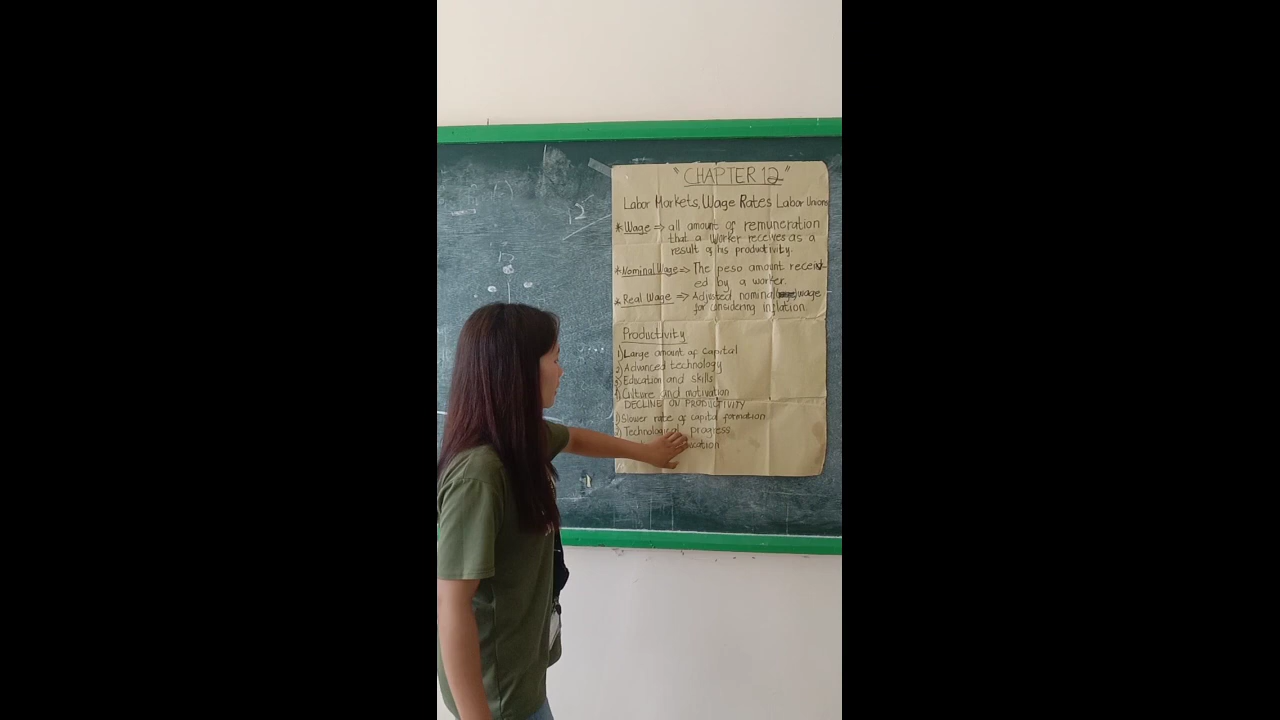 "CHAPTER 12"
Labor Markets, Wage Rates Labor Unions
* Wage => all amount of remuneration
that a Worker receives as a
result of his productivity.
* Nominal Wage => The peso amount receiv-
ed by a worker.
* Real Wage => Adjusted nominal wage
for considering inflation
Productivity
1) Large amount of capital
2) Advanced technology
3) Education and skills
4) Culture and motivation
DECLINE ON PRODUCTIVITY
1) Slower rate of capital formation
2) Technological progress
12